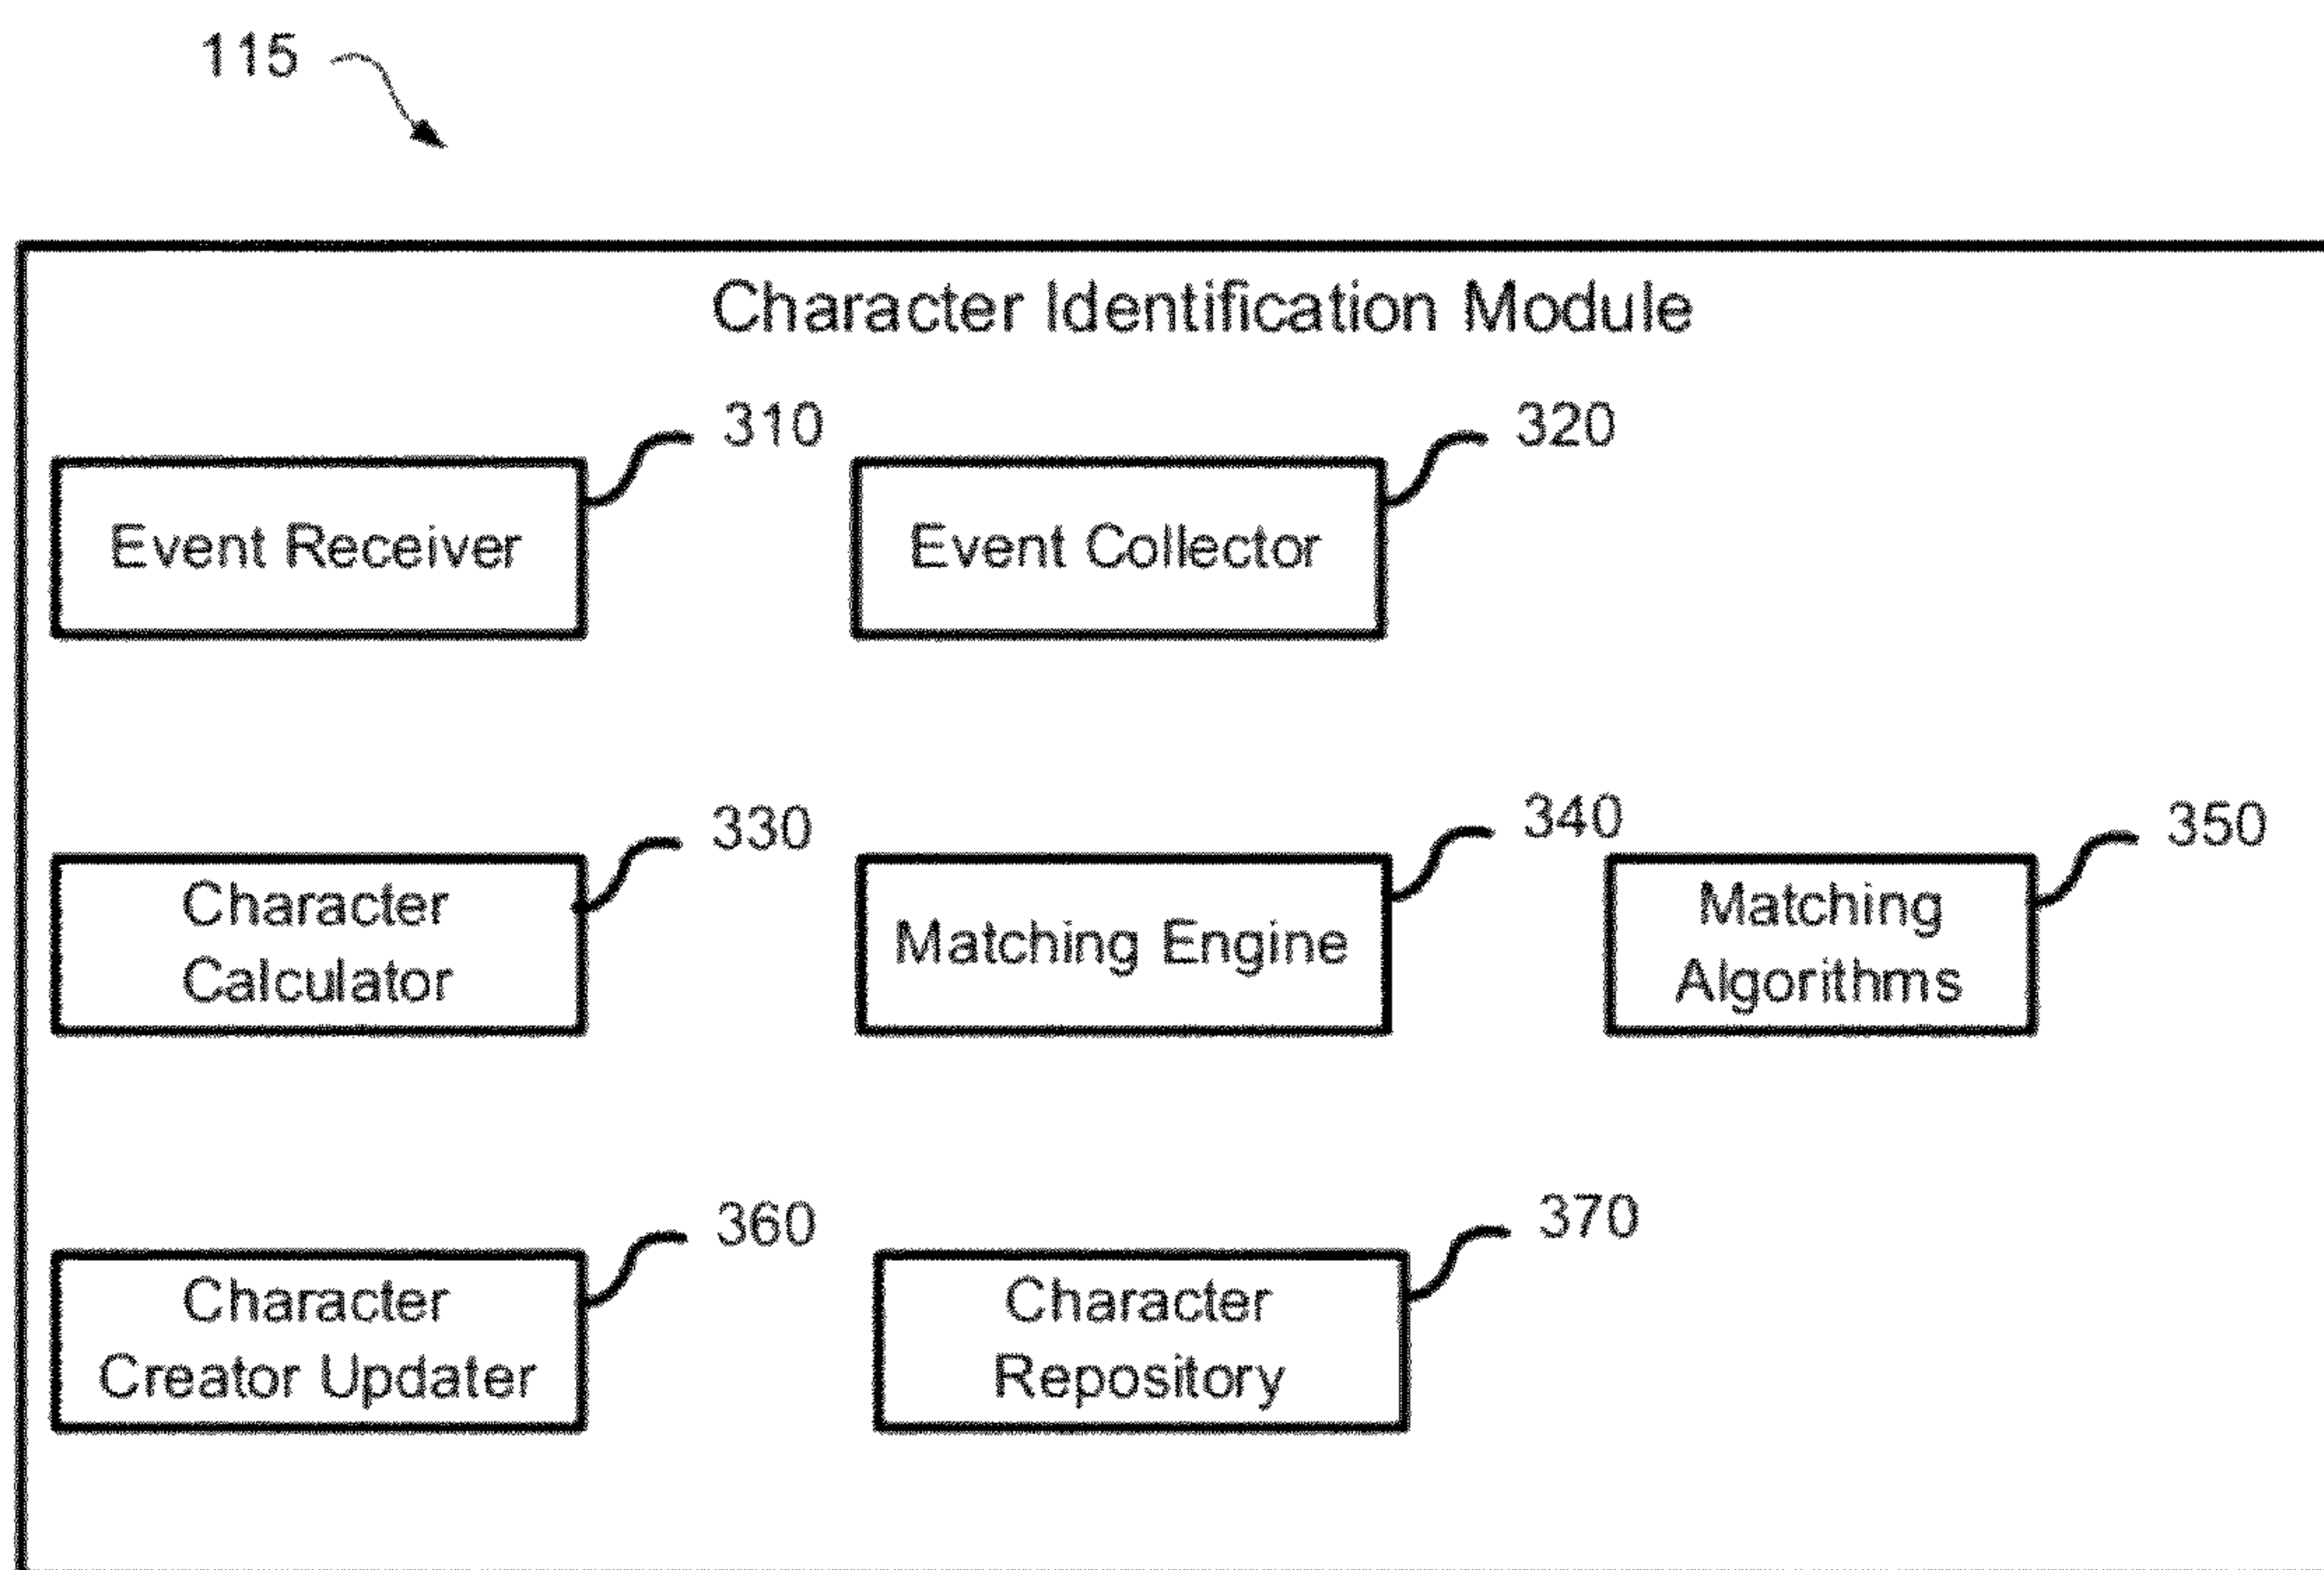 115
Character Identification Module
310
320
Event Receiver
Event Collector
330
340
350
Character
Calculator
Matching Engine
Matching
Algorithms
360
370
Character
Creator Updater
Character
Repository